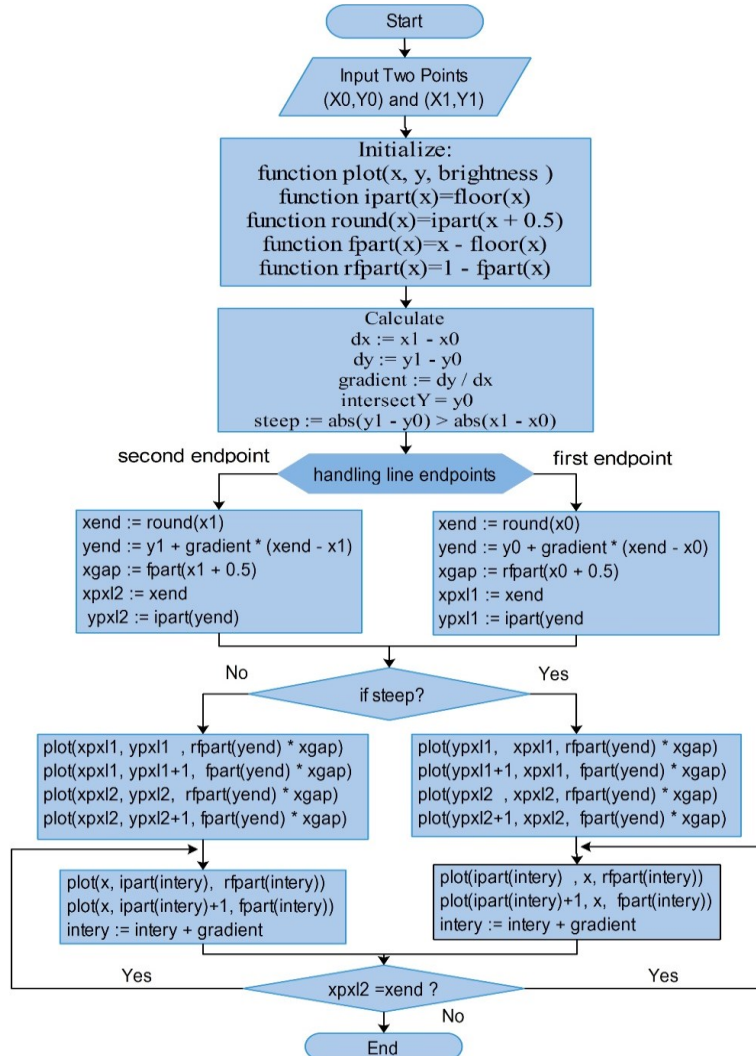 Start
Input Two Points
(X0,Y0) and (X1,Y1)
Initialize:
function plot(x, y, brightness )
function ipart(x)=floor(x)
function round(x)=ipart(x + 0.5)
function fpart(x)=x - floor(x)
function rfpart(x)=1 - fpart(x)
Calculate
dx := x1 - x0
dy := y1 - y0
gradient := dy / dx
intersectY = y0
steep := abs(y1 - y0) > abs(x1 - x0)
second endpoint
handling line endpoints
first endpoint
xend := round(x1)
yend := y1 + gradient * (xend - x1)
xgap := fpart(x1 + 0.5)
xpxl2 := xend
ypxl2 := ipart(yend)
xend := round(x0)
yend := y0 + gradient * (xend - x0)
xgap := rfpart(x0 + 0.5)
xpxl1 := xend
ypxl1 := ipart(yend
No
if steep?
Yes
plot(xpxl1, ypxl1 , rfpart(yend) * xgap)
plot(xpxl1, ypxl1+1, fpart(yend) * xgap)
plot(xpxl2, ypxl2, rfpart(yend) * xgap)
plot(xpxl2, ypxl2+1, fpart(yend) * xgap)
plot(ypxl1, xpxl1, rfpart(yend) * xgap)
plot(ypxl1+1, xpxl1, fpart(yend) * xgap)
plot(ypxl2 , xpxl2, rfpart(yend) * xgap)
plot(ypxl2+1, xpxl2, fpart(yend) * xgap)
plot(x, ipart(intery), rfpart(intery))
plot(x, ipart(intery)+1, fpart(intery))
intery := intery + gradient
plot(ipart(intery) , x, rfpart(intery))
plot(ipart(intery)+1, x, fpart(intery))
intery := intery + gradient
Yes
xpxl2 =xend ?
Yes
No
End